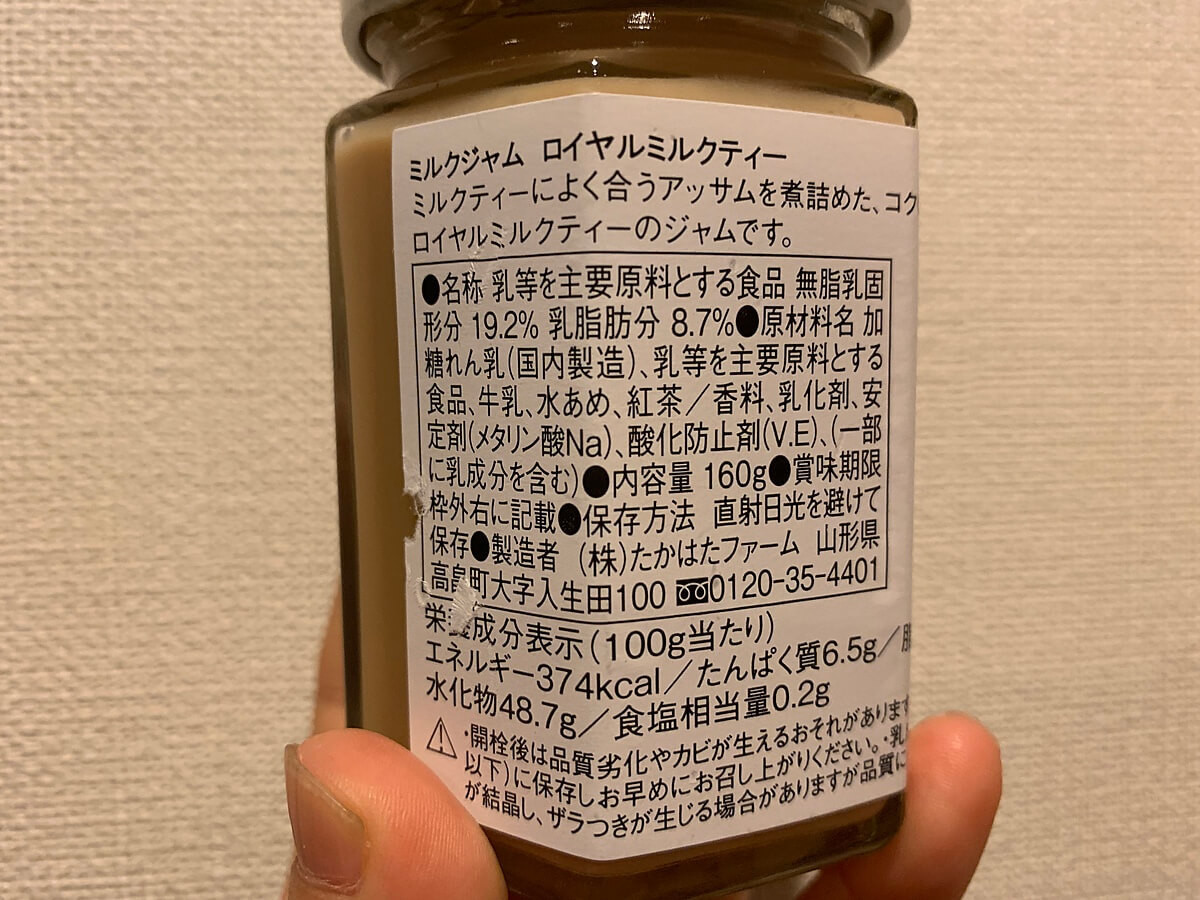 ミルクジャム ロイヤルミルクティー
ミルクティーによく合うアッサムを煮詰めた、コク
ロイヤルミルクティーのジャムです。
●名称 乳等を主要原料とする食品 無脂乳固
形分 19.2% 乳脂肪分 8.7%●原材料名 加
糖れん乳(国内製造)、乳等を主要原料とする
食品、牛乳、水あめ、紅茶／香料、乳化剤、安
定剤(メタリン酸Na)、酸化防止剤(V.E)、(一部
に乳成分を含む)●内容量 160g●賞味期限
枠外右に記載●保存方法 直射日光を避けて
保存●製造者 (株)たかはたファーム 山形県
高畠町大字入生田100 0120-35-4401
栄養成分表示(100g当たり)
エネルギー374kcal／たんぱく質6.5g／脂
水化物48.7g／食塩相当量0.2g
・開栓後は品質劣化やカビが生えるおそれがあります
以下)に保存しお早めにお召し上がりください。・乳
が結晶し、ザラつきが生じる場合がありますが品質に